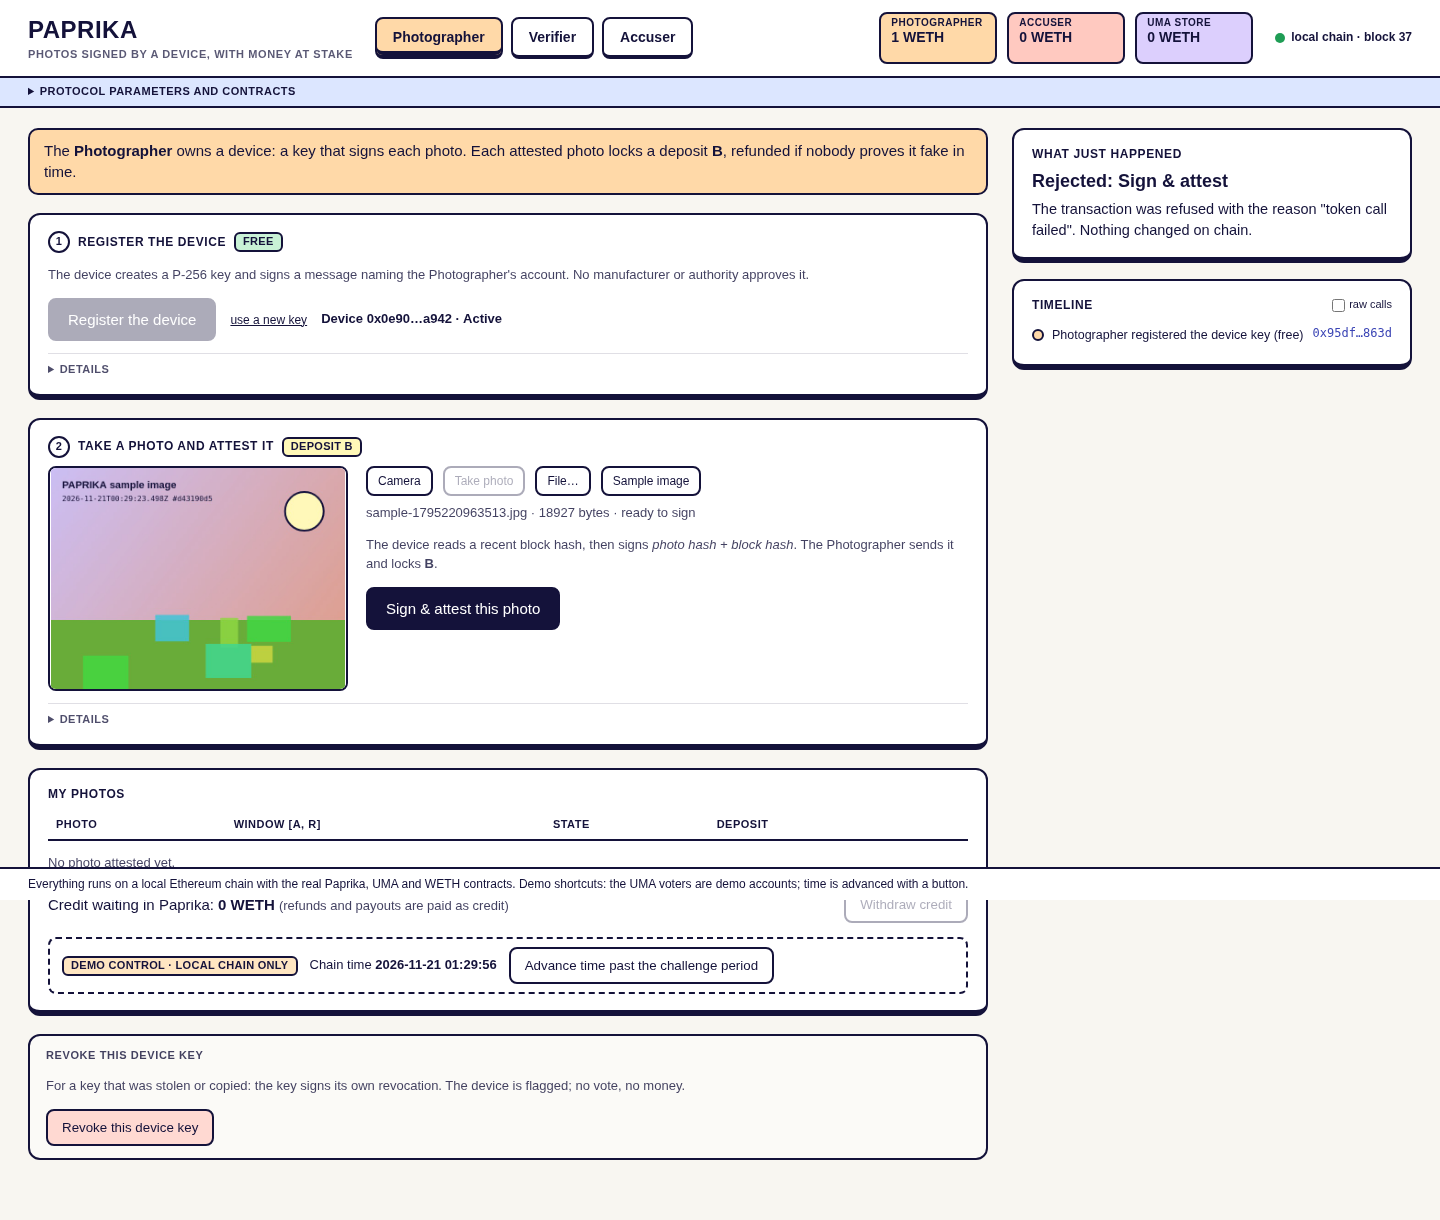 PAPRIKA
PHOTOS SIGNED BY A DEVICE, WITH MONEY AT STAKE
Photographer
Verifier
Accuser
PHOTOGRAPHER
1 WETH
ACCUSER
0 WETH
UMA STORE
0 WETH
local chain · block 37
PROTOCOL PARAMETERS AND CONTRACTS
The Photographer owns a device: a key that signs each photo. Each attested photo locks a deposit B, refunded if nobody proves it fake in
time.
1 REGISTER THE DEVICE FREE
The device creates a P-256 key and signs a message naming the Photographer's account. No manufacturer or authority approves it.
Register the device
use a new key
Device 0x0e90…a942 · Active
DETAILS
2 TAKE A PHOTO AND ATTEST IT DEPOSIT B
PAPRIKA sample image
2026-11-21T00:29:23.498Z #d43190d5
Camera
Take photo
File…
Sample image
sample-1795220963513.jpg · 18927 bytes · ready to sign
The device reads a recent block hash, then signs photo hash + block hash. The Photographer sends it
and locks B.
Sign & attest this photo
DETAILS
MY PHOTOS
PHOTO WINDOW [A, R] STATE DEPOSIT
No photo attested yet.
Everything runs on a local Ethereum chain with the real Paprika, UMA and WETH contracts. Demo shortcuts: the UMA voters are demo accounts; time is advanced with a button.
Credit waiting in Paprika: 0 WETH (refunds and payouts are paid as credit)
Withdraw credit
DEMO CONTROL · LOCAL CHAIN ONLY
Chain time 2026-11-21 01:29:56
Advance time past the challenge period
REVOKE THIS DEVICE KEY
For a key that was stolen or copied: the key signs its own revocation. The device is flagged; no vote, no money.
Revoke this device key
WHAT JUST HAPPENED
Rejected: Sign & attest
The transaction was refused with the reason "token call
failed". Nothing changed on chain.
TIMELINE
raw calls
Photographer registered the device key (free) 0x95df…863d